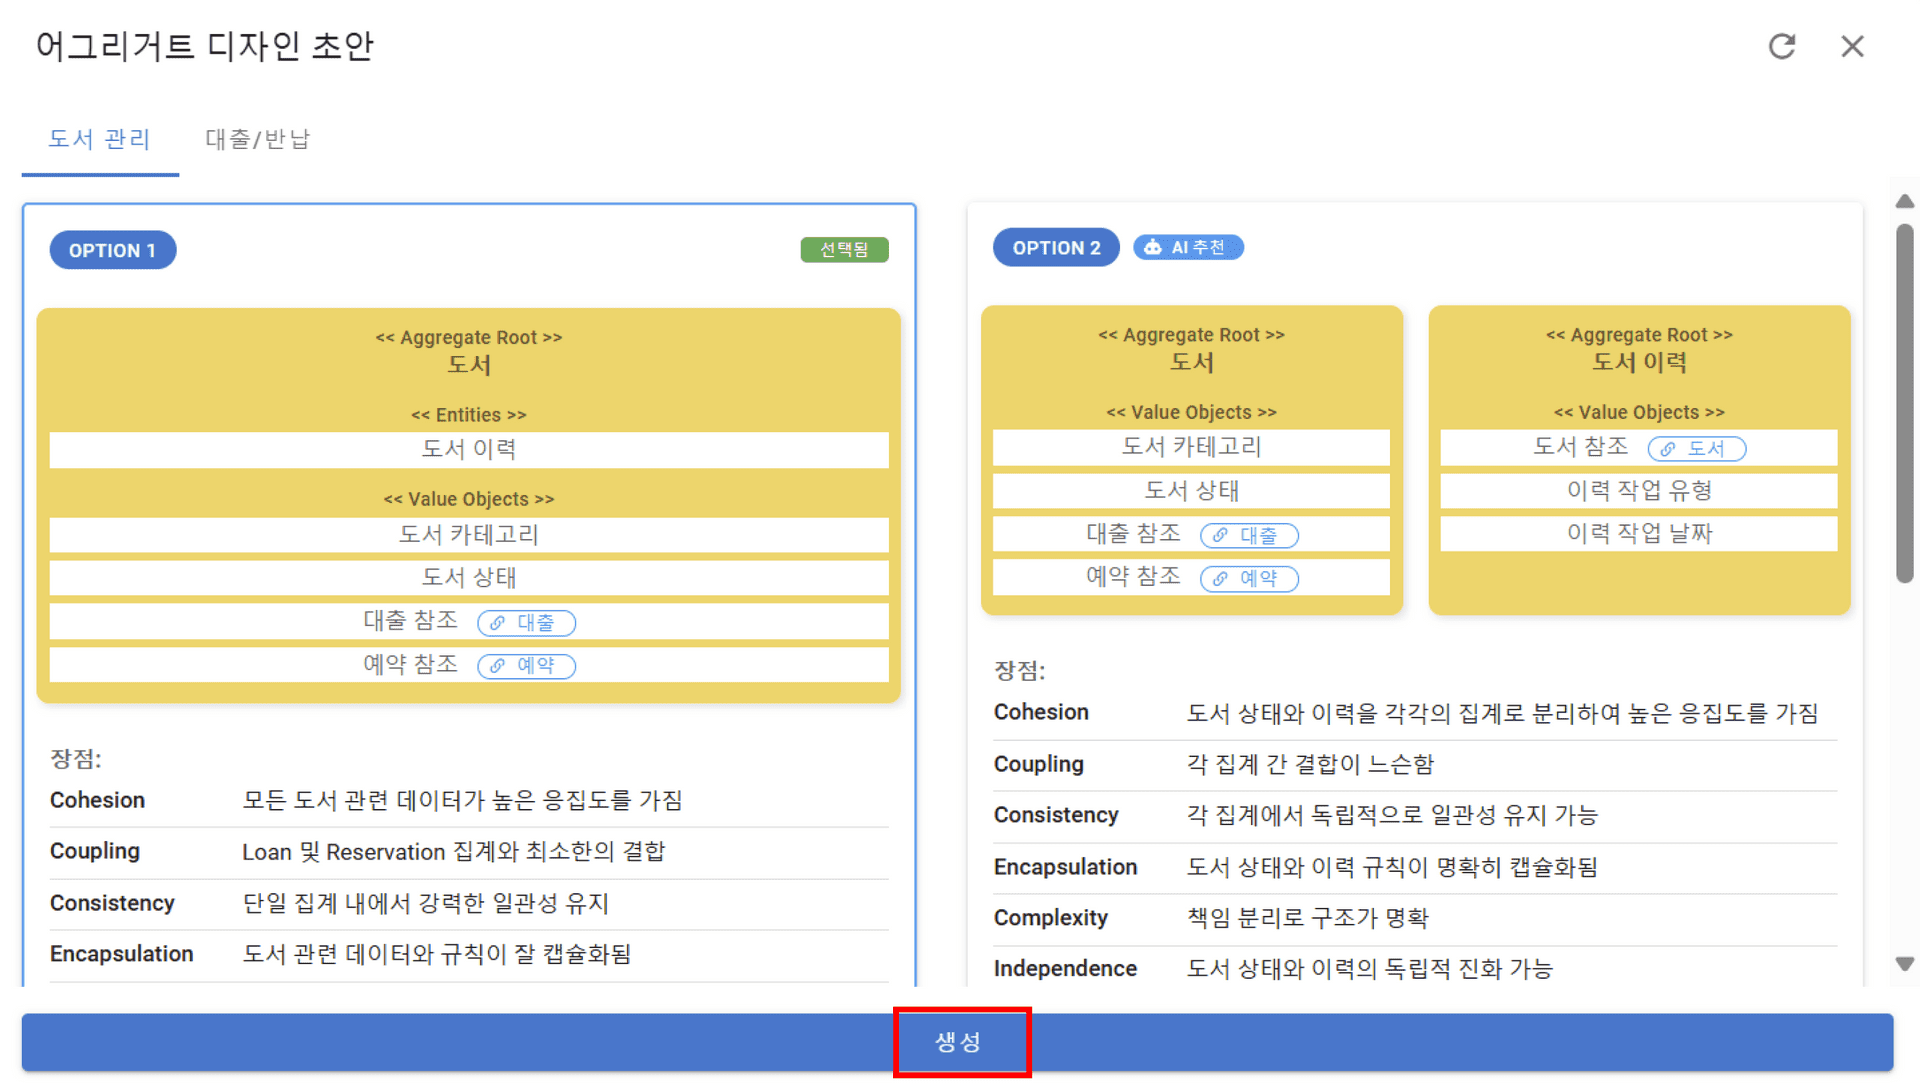 어그리거트 디자인 초안
도서 관리
대출/반납
OPTION 1
선택됨
<< Aggregate Root >>
도서
<< Entities >>
도서 이력
<< Value Objects >>
도서 카테고리
도서 상태
대출 참조 대출
예약 참조 예약
장점:
Cohesion 모든 도서 관련 데이터가 높은 응집도를 가짐
Coupling Loan 및 Reservation 집계와 최소한의 결합
Consistency 단일 집계 내에서 강력한 일관성 유지
Encapsulation 도서 관련 데이터와 규칙이 잘 캡슐화됨
OPTION 2
AI 추천
<< Aggregate Root >>
도서
<< Value Objects >>
도서 카테고리
도서 상태
대출 참조 대출
예약 참조 예약
<< Aggregate Root >>
도서 이력
<< Value Objects >>
도서 참조 도서
이력 작업 유형
이력 작업 날짜
장점:
Cohesion 도서 상태와 이력을 각각의 집계로 분리하여 높은 응집도를 가짐
Coupling 각 집계 간 결합이 느슨함
Consistency 각 집계에서 독립적으로 일관성 유지 가능
Encapsulation 도서 상태와 이력 규칙이 명확히 캡슐화됨
Complexity 책임 분리로 구조가 명확
Independence 도서 상태와 이력의 독립적 진화 가능
생성